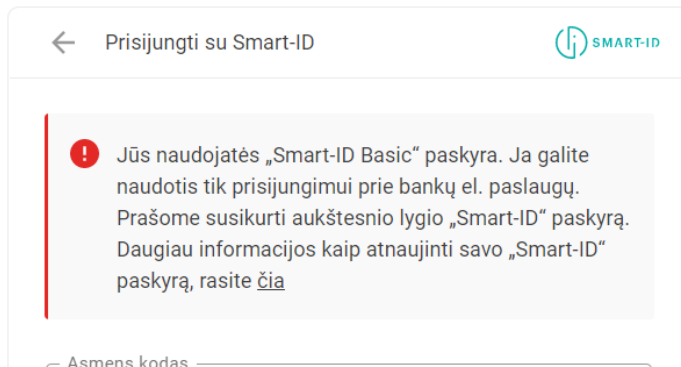 Prisijungti su Smart-ID
SMART-ID
Jūs naudojatės „Smart-ID Basic“ paskyra. Ja galite
naudotis tik prisijungimui prie bankų el. paslaugų.
Prašome susikurti aukštesnio lygio „Smart-ID“ paskyrą.
Daugiau informacijos kaip atnaujinti savo „Smart-ID“
paskyrą, rasite čia
Asmens kodas